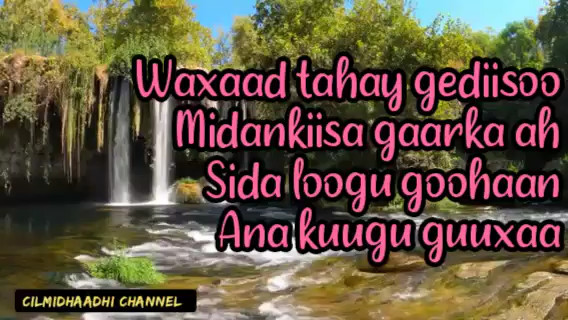 Waxaad tahay gediisoo
Midankiisa gaarka ah
Sida loogu goohaan
Ana kuugu guuxaa
CILMIDHAADHI CHANNEL